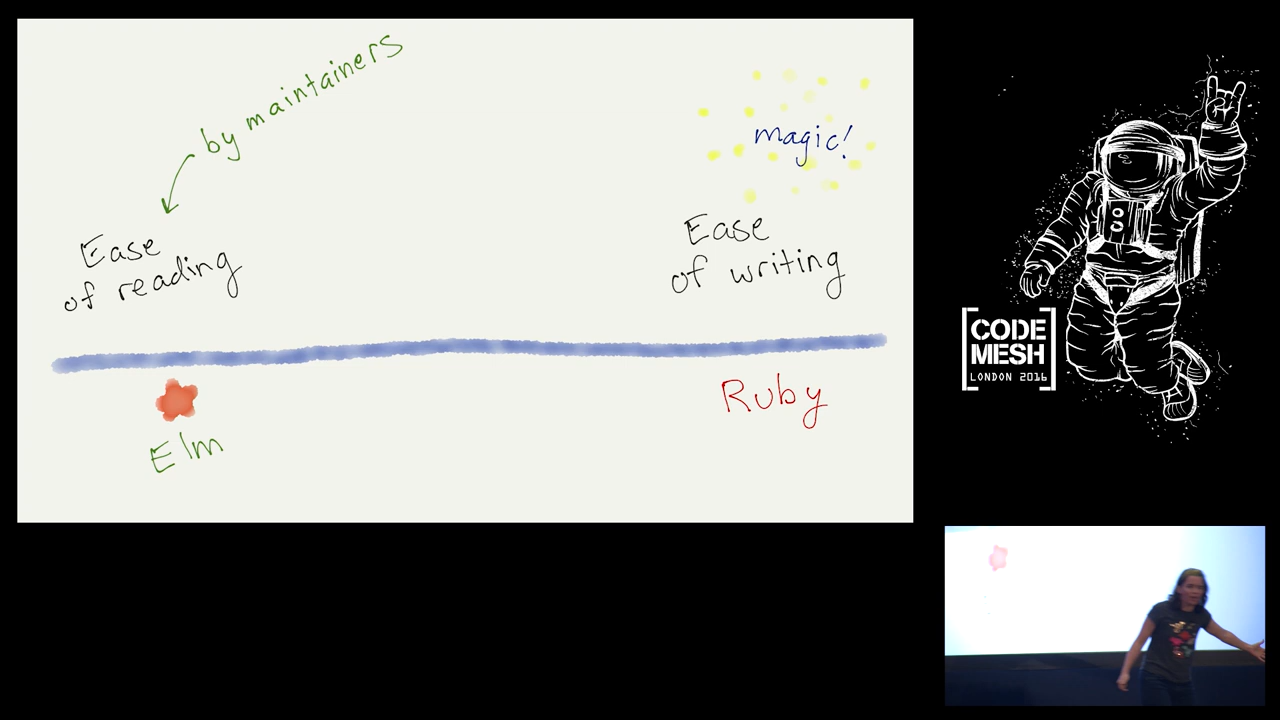 by maintainers
magic!
Ease
of reading
Ease
of writing
Elm
Ruby
CODE
MESH
LONDON 2016